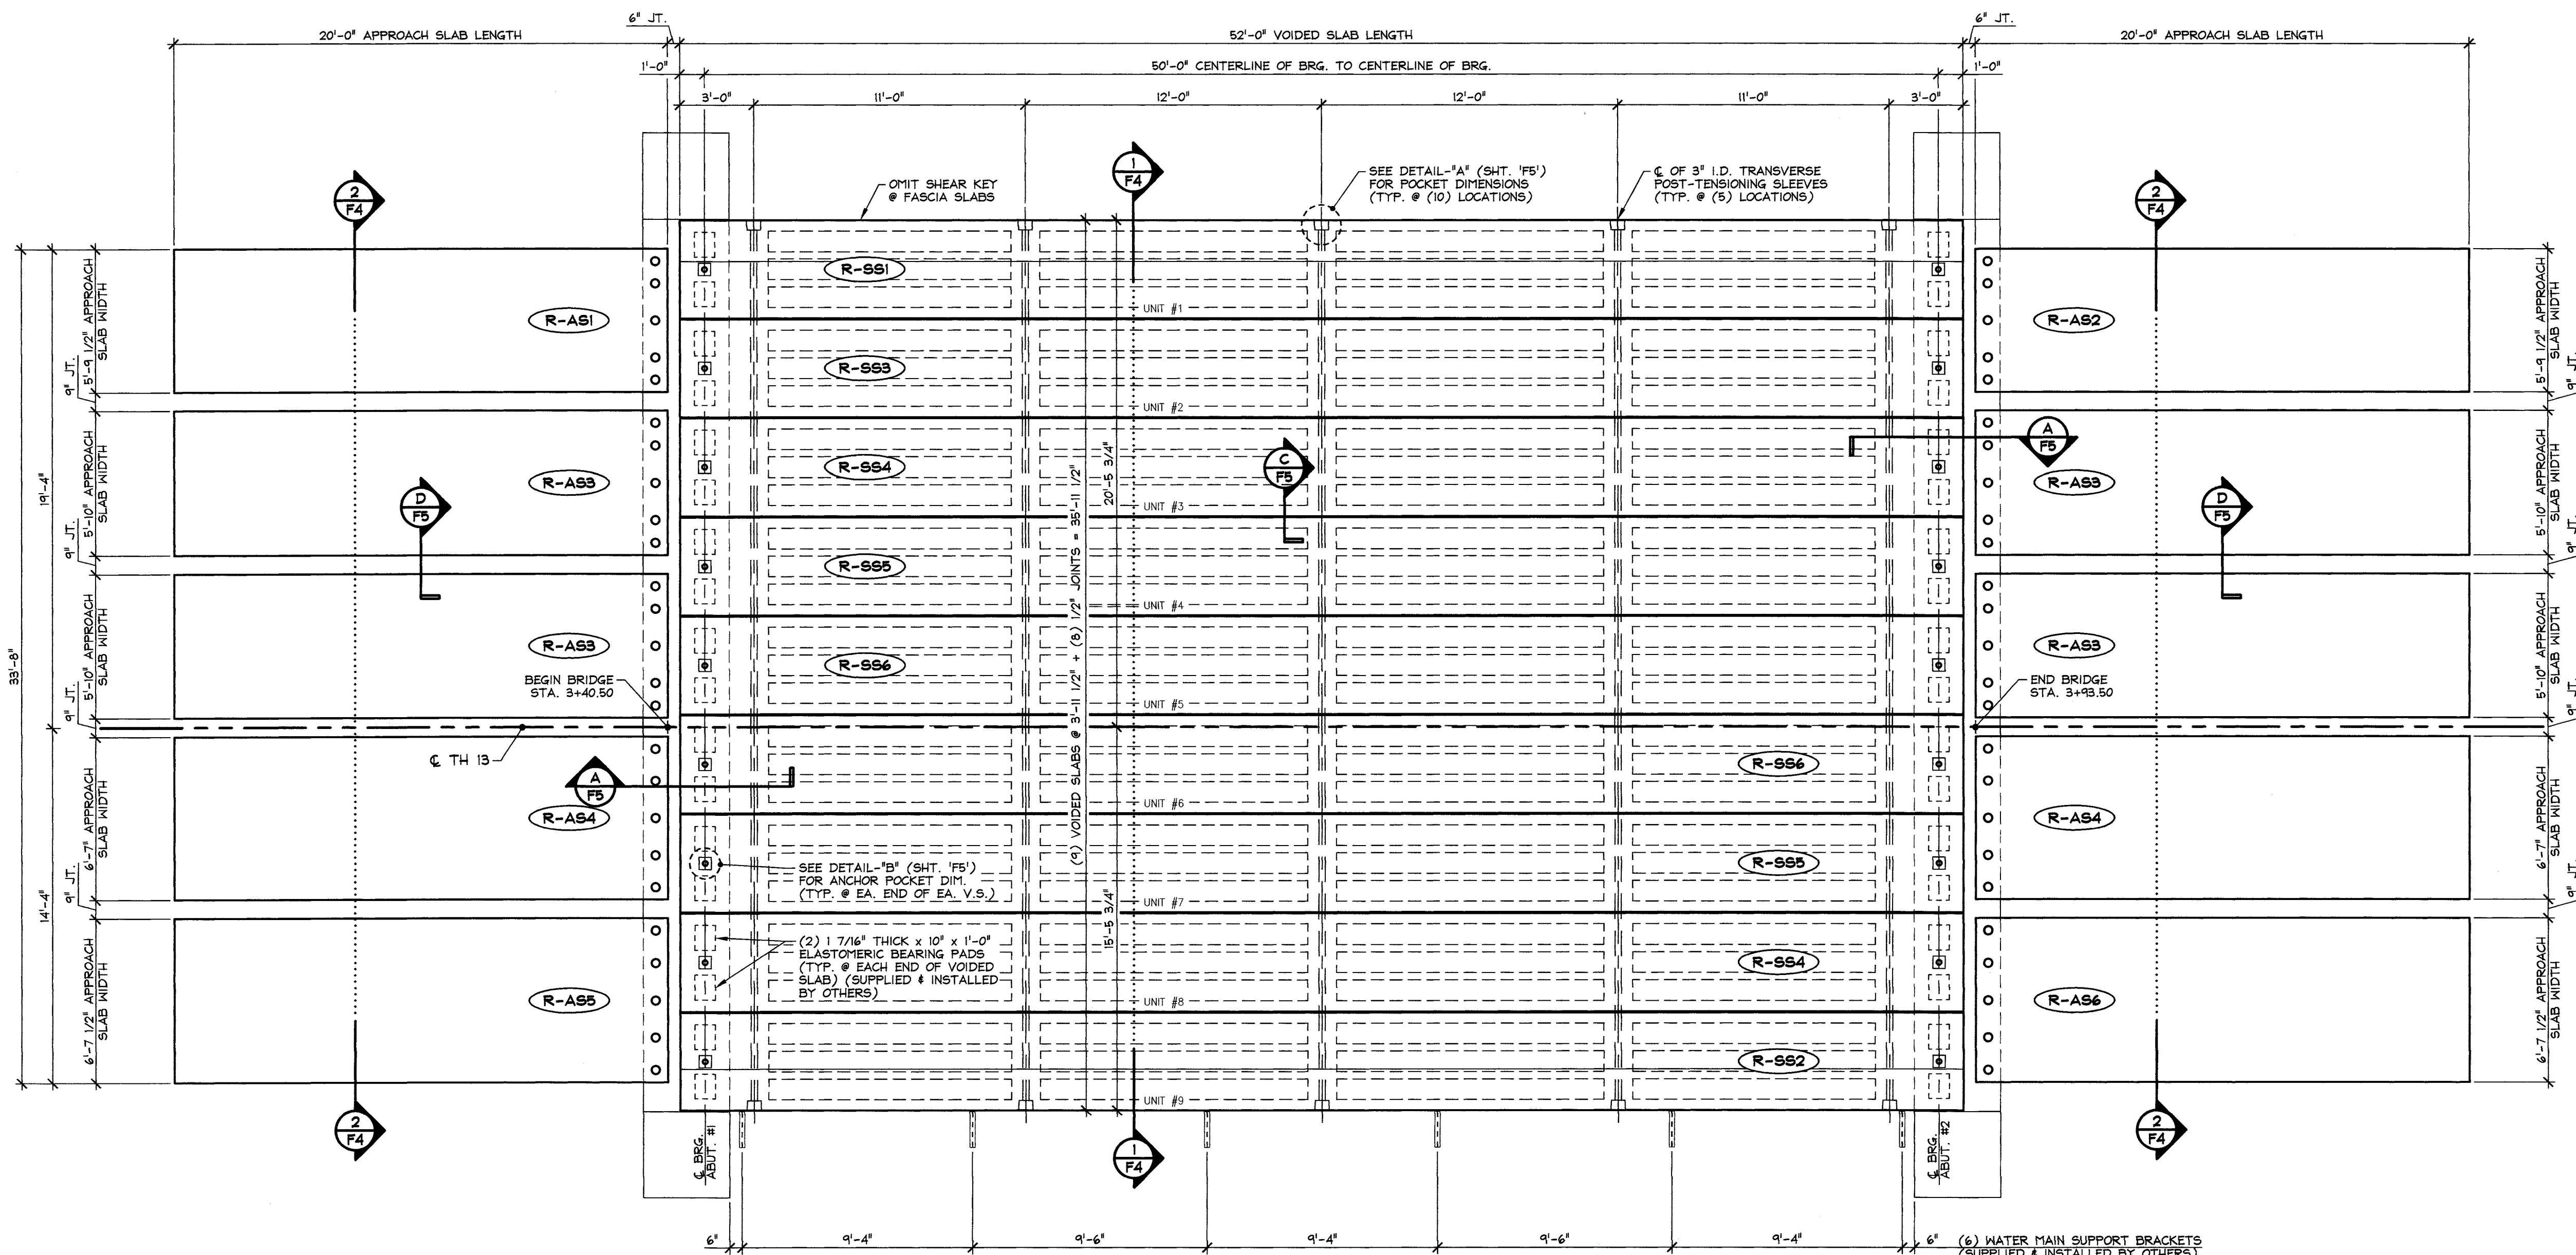 6" JT.
6" JT.
20'-0" APPROACH SLAB LENGTH
52'-0" VOIDED SLAB LENGTH
20'-0" APPROACH SLAB LENGTH
1'-0"
50'-0" CENTERLINE OF BRG. TO CENTERLINE OF BRG.
1'-0"
3'-0"
11'-0"
12'-0"
12'-0"
11'-0"
3'-0"
2
F4
1
F4
2
F4
OMIT SHEAR KEY
@ FASCIA SLABS
SEE DETAIL-"A" (SHT. 'F5')
FOR POCKET DIMENSIONS
(TYP. @ (10) LOCATIONS)
℄ OF 3" I.D. TRANSVERSE
POST-TENSIONING SLEEVES
(TYP. @ (5) LOCATIONS)
33'-8"
19'-4"
14'-4"
5'-9 1/2" APPROACH
SLAB WIDTH
9" JT.
5'-10" APPROACH
SLAB WIDTH
9" JT.
5'-10" APPROACH
SLAB WIDTH
9" JT.
6'-7" APPROACH
SLAB WIDTH
9" JT.
6'-7 1/2" APPROACH
SLAB WIDTH
R-AS1
R-AS3
D
F5
R-AS3
BEGIN BRIDGE
STA. 3+40.50
℄ TH 13
A
F5
R-AS4
R-AS5
2
F4
R-SS1
UNIT #1
R-SS3
UNIT #2
R-SS4
C
F5
UNIT #3
R-SS5
UNIT #4
R-SS6
UNIT #5
R-SS6
UNIT #6
R-SS5
UNIT #7
R-SS4
UNIT #8
R-SS2
UNIT #9
(9) VOIDED SLABS @ 3'-11 1/2" + (8) 1/2" JOINTS = 35'-11 1/2"
20'-5 3/4"
15'-5 3/4"
SEE DETAIL-"B" (SHT. 'F5')
FOR ANCHOR POCKET DIM.
(TYP. @ EA. END OF EA. V.S.)
(2) 1 7/16" THICK x 10" x 1'-0"
ELASTOMERIC BEARING PADS
(TYP. @ EACH END OF VOIDED
SLAB) (SUPPLIED & INSTALLED
BY OTHERS)
R-AS2
A
F5
R-AS3
D
F5
R-AS3
END BRIDGE
STA. 3+93.50
R-AS4
R-AS6
5'-9 1/2" APPROACH
SLAB WIDTH
9" JT.
5'-10" APPROACH
SLAB WIDTH
9" JT.
5'-10" APPROACH
SLAB WIDTH
9" JT.
6'-7" APPROACH
SLAB WIDTH
9" JT.
6'-7 1/2" APPROACH
SLAB WIDTH
℄ BRG.
ABUT. #1
1
F4
℄ BRG.
ABUT. #2
2
F4
6"
9'-4"
9'-6"
9'-4"
9'-6"
9'-4"
6"
(6) WATER MAIN SUPPORT BRACKETS
(SUPPLIED & INSTALLED BY OTHERS)